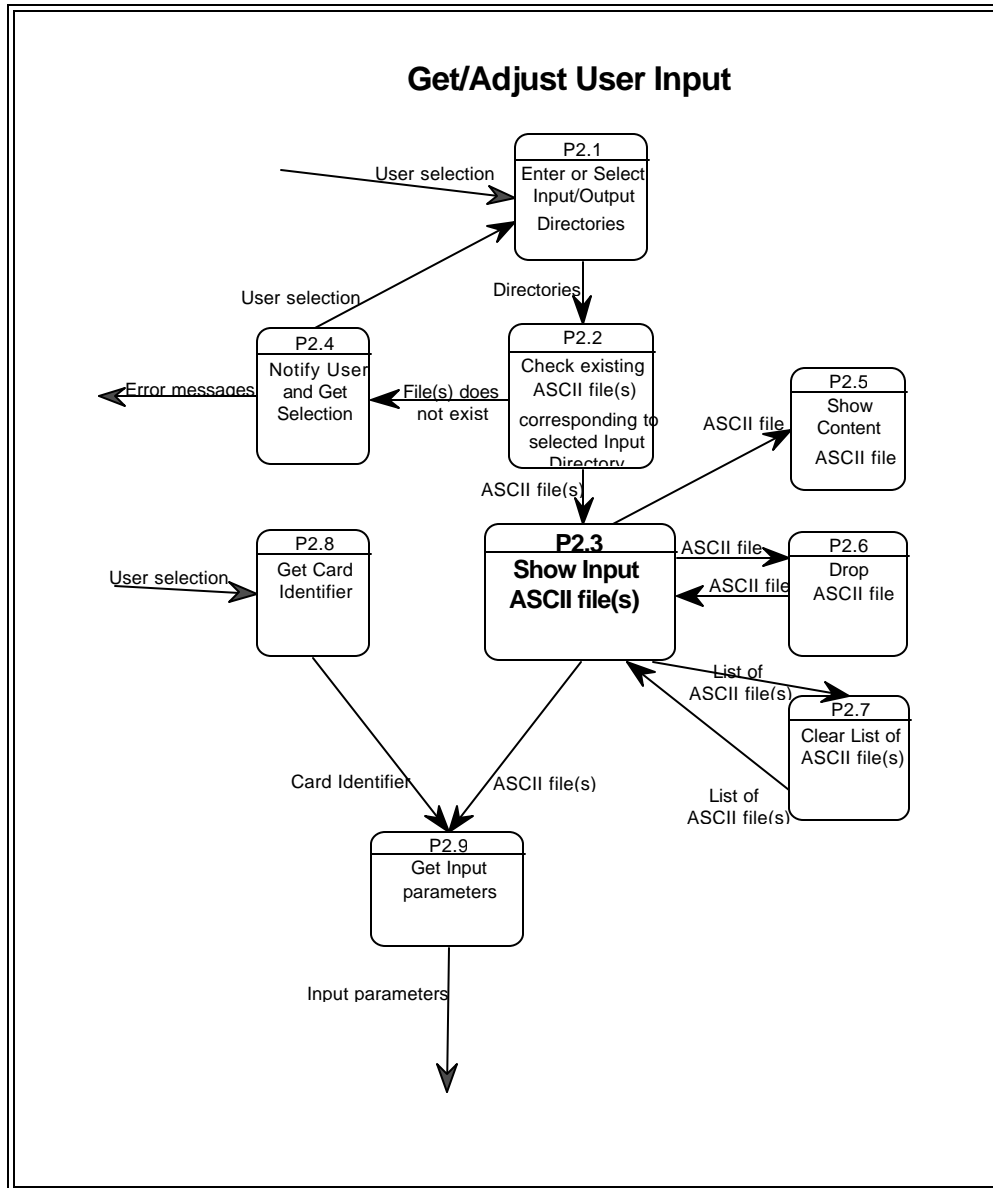 Get/Adjust User Input
P2.1
Enter or Select
Input/Output
Directories
User selection
User selection
Directories
P2.4
Notify User
and Get
Selection
Error messages
File(s) does
not exist
P2.2
Check existing
ASCII file(s)
corresponding to
selected Input
Directory
ASCII file
P2.5
Show
Content
ASCII file
ASCII file(s)
P2.8
Get Card
Identifier
User selection
P2.3
Show Input
ASCII file(s)
ASCII file
ASCII file
P2.6
Drop
ASCII file
List of
ASCII file(s)
P2.7
Clear List of
ASCII file(s)
List of
ASCII file(s)
Card Identifier
ASCII file(s)
P2.9
Get Input
parameters
Input parameters